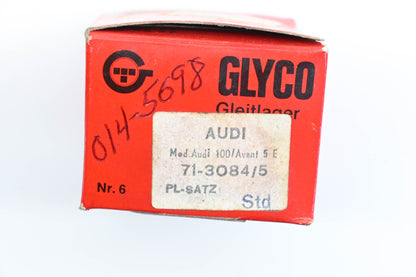 GLYCO
Gleitlager
014-5698
AUDI
Mod.Audi 100/Avant 5 E
71-3084/5
PL-SATZ
Std
Nr. 6